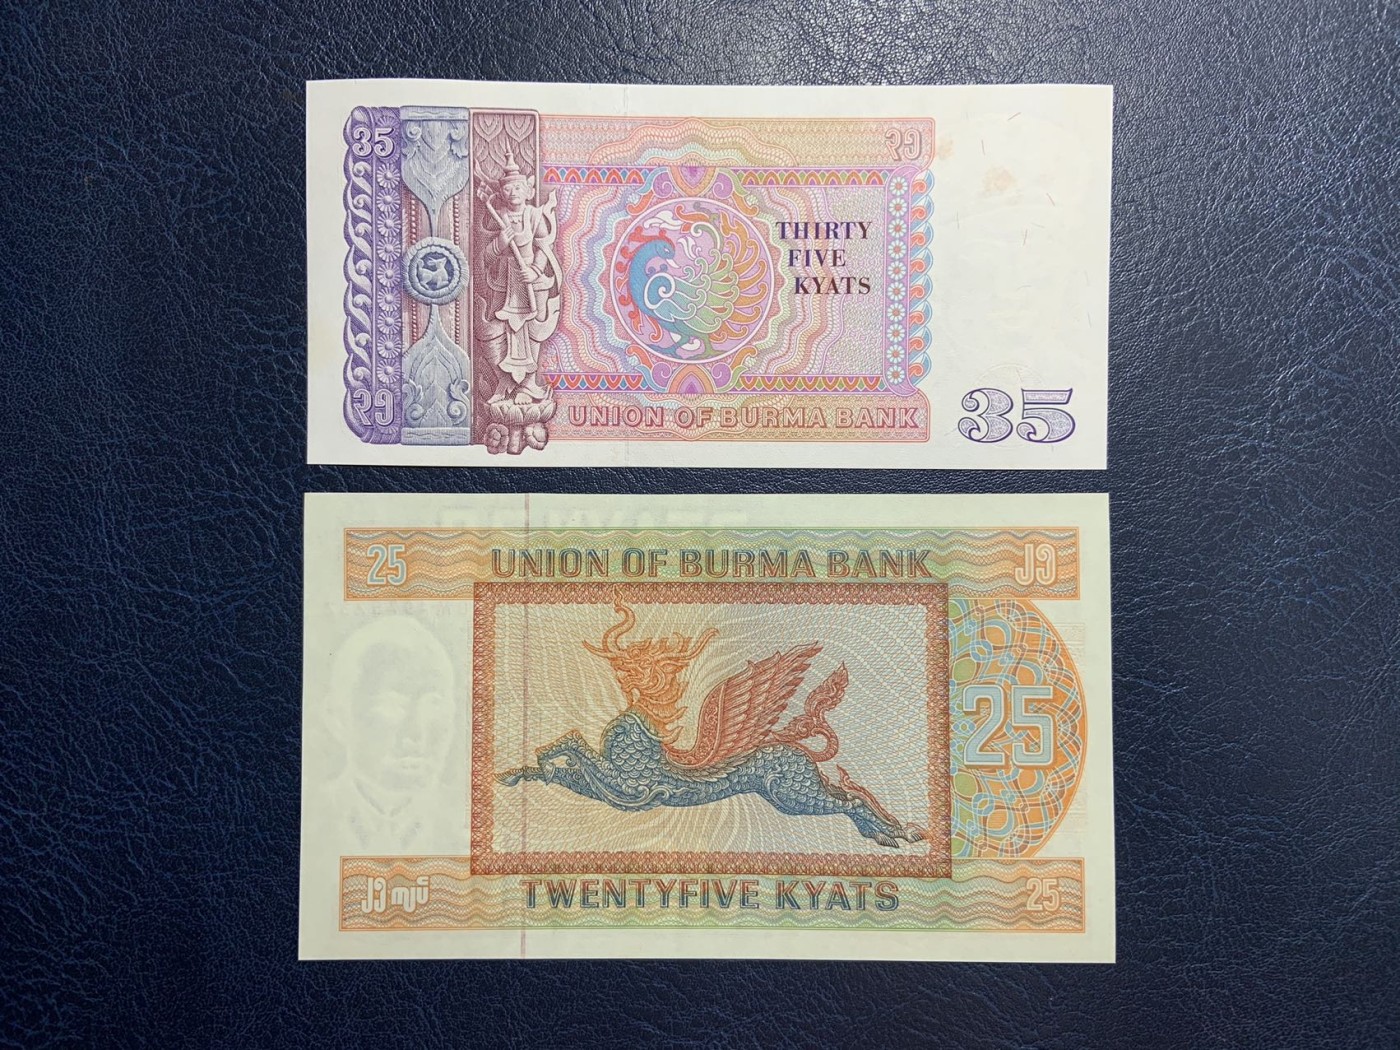 35
၃၅
THIRTY
FIVE
KYATS
၃၅
UNION OF BURMA BANK
35
25
UNION OF BURMA BANK
၂၅
25
၂၅ ကျပ်
TWENTYFIVE KYATS
25